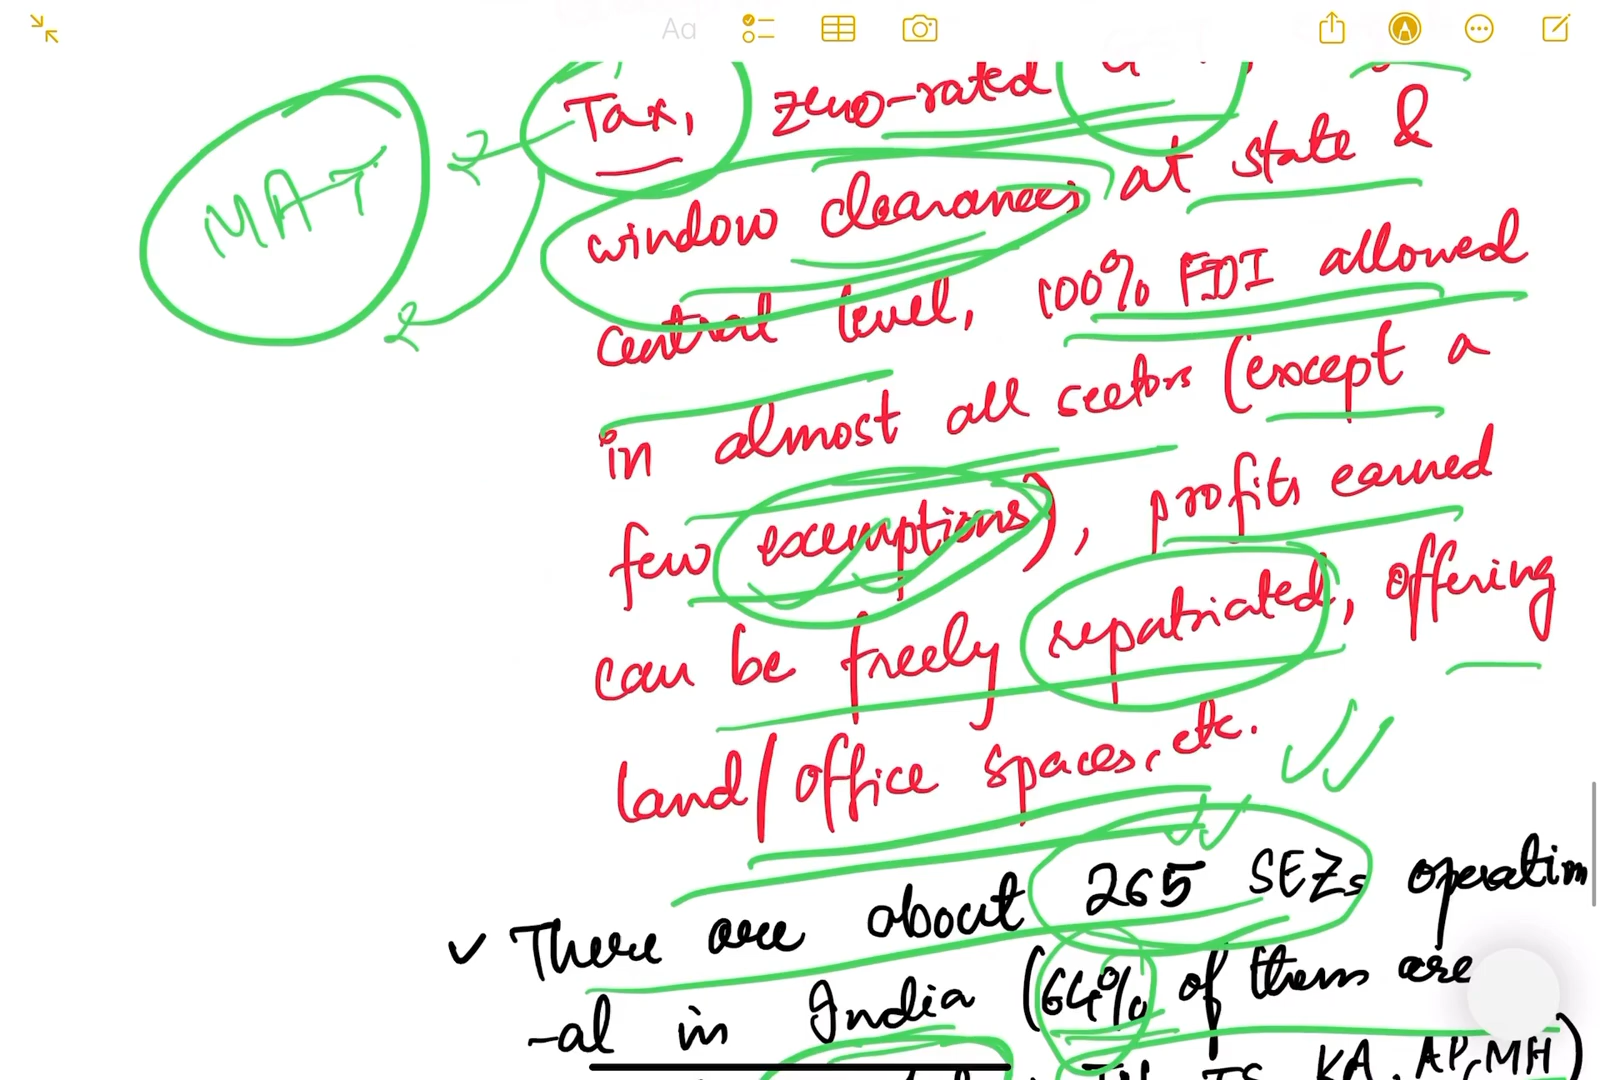 Aa
Tax, zero-rated
MAT
window clearances at state &
central level, 100% FDI allowed
in almost all sectors (except a
few exemptions), profits earned
can be freely repatriated, offering
land/office spaces, etc.
✓ There are about 265 SEZs operation
-al in India (64% of them are
TN, TS, KA, AP, MH)